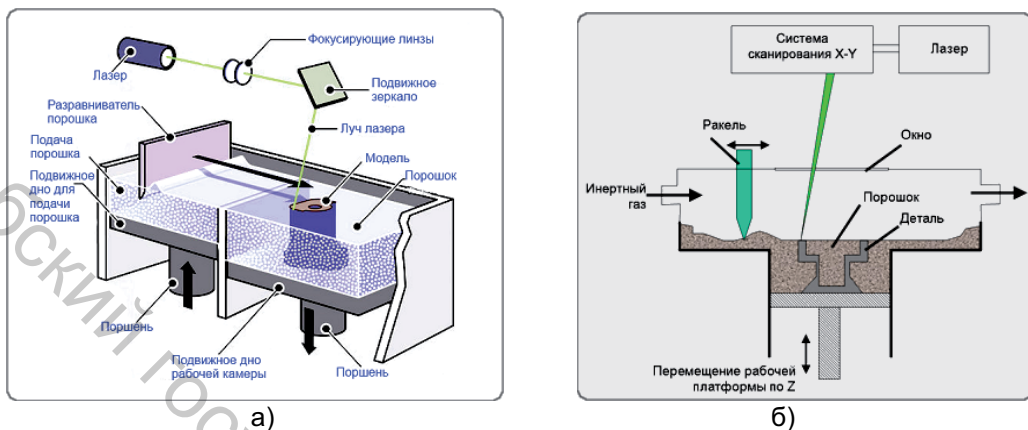 Лазер
Фокусирующие линзы
Подвижное
зеркало
Луч лазера
Разравниватель
порошка
Подача
порошка
Подвижное
дно для
подачи
порошка
Модель
Порошок
Поршень
Подвижное дно
рабочей камеры
Поршень
а)
Система
сканирования X-Y
Лазер
Ракель
Окно
Инертный
газ
Порошок
Деталь
Перемещение рабочей
платформы по Z
б)